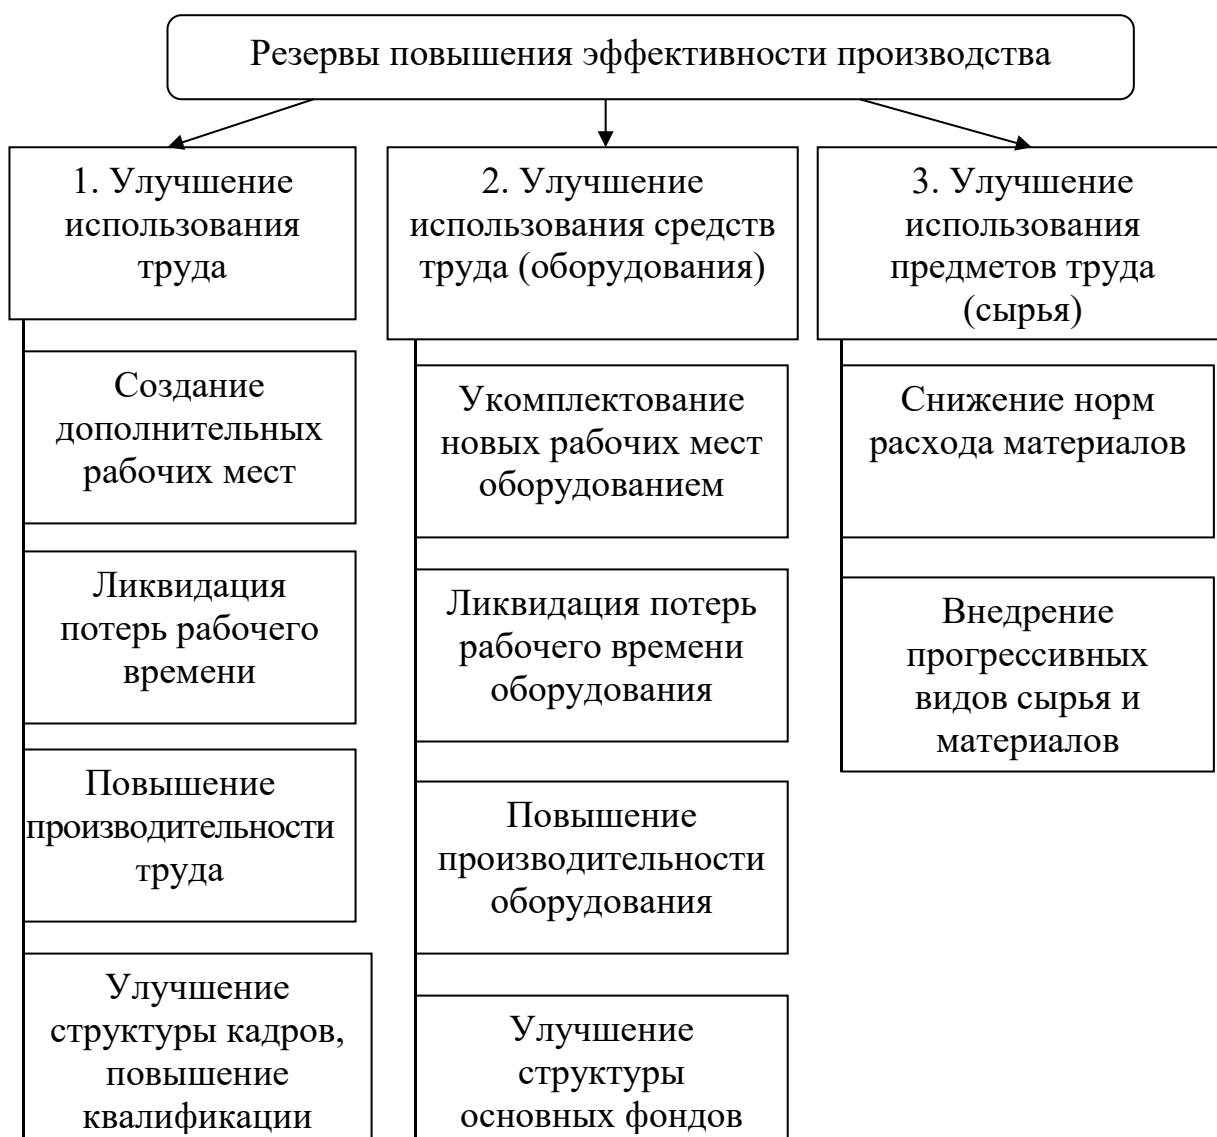 Резервы повышения эффективности производства
1. Улучшение
использования
труда
2. Улучшение
использования средств
труда (оборудования)
3. Улучшение
использования
предметов труда
(сырья)
Создание
дополнительных
рабочих мест
Ликвидация
потерь рабочего
времени
Повышение
производительности
труда
Улучшение
структуры кадров,
повышение
квалификации
Укомплектование
новых рабочих мест
оборудованием
Ликвидация потерь
рабочего времени
оборудования
Повышение
производительности
оборудования
Улучшение
структуры
основных фондов
Снижение норм
расхода материалов
Внедрение
прогрессивных
видов сырья и
материалов